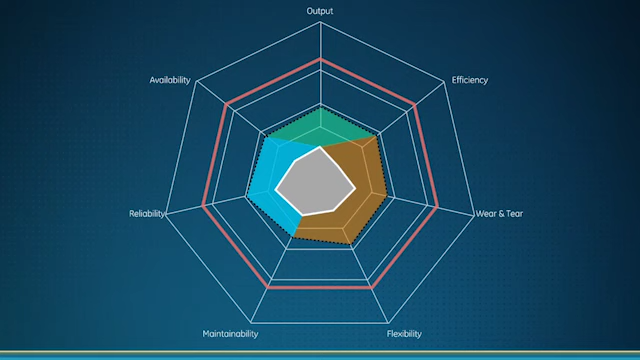 Output
Availability
Efficiency
Reliability
Wear & Tear
Maintainability
Flexibility